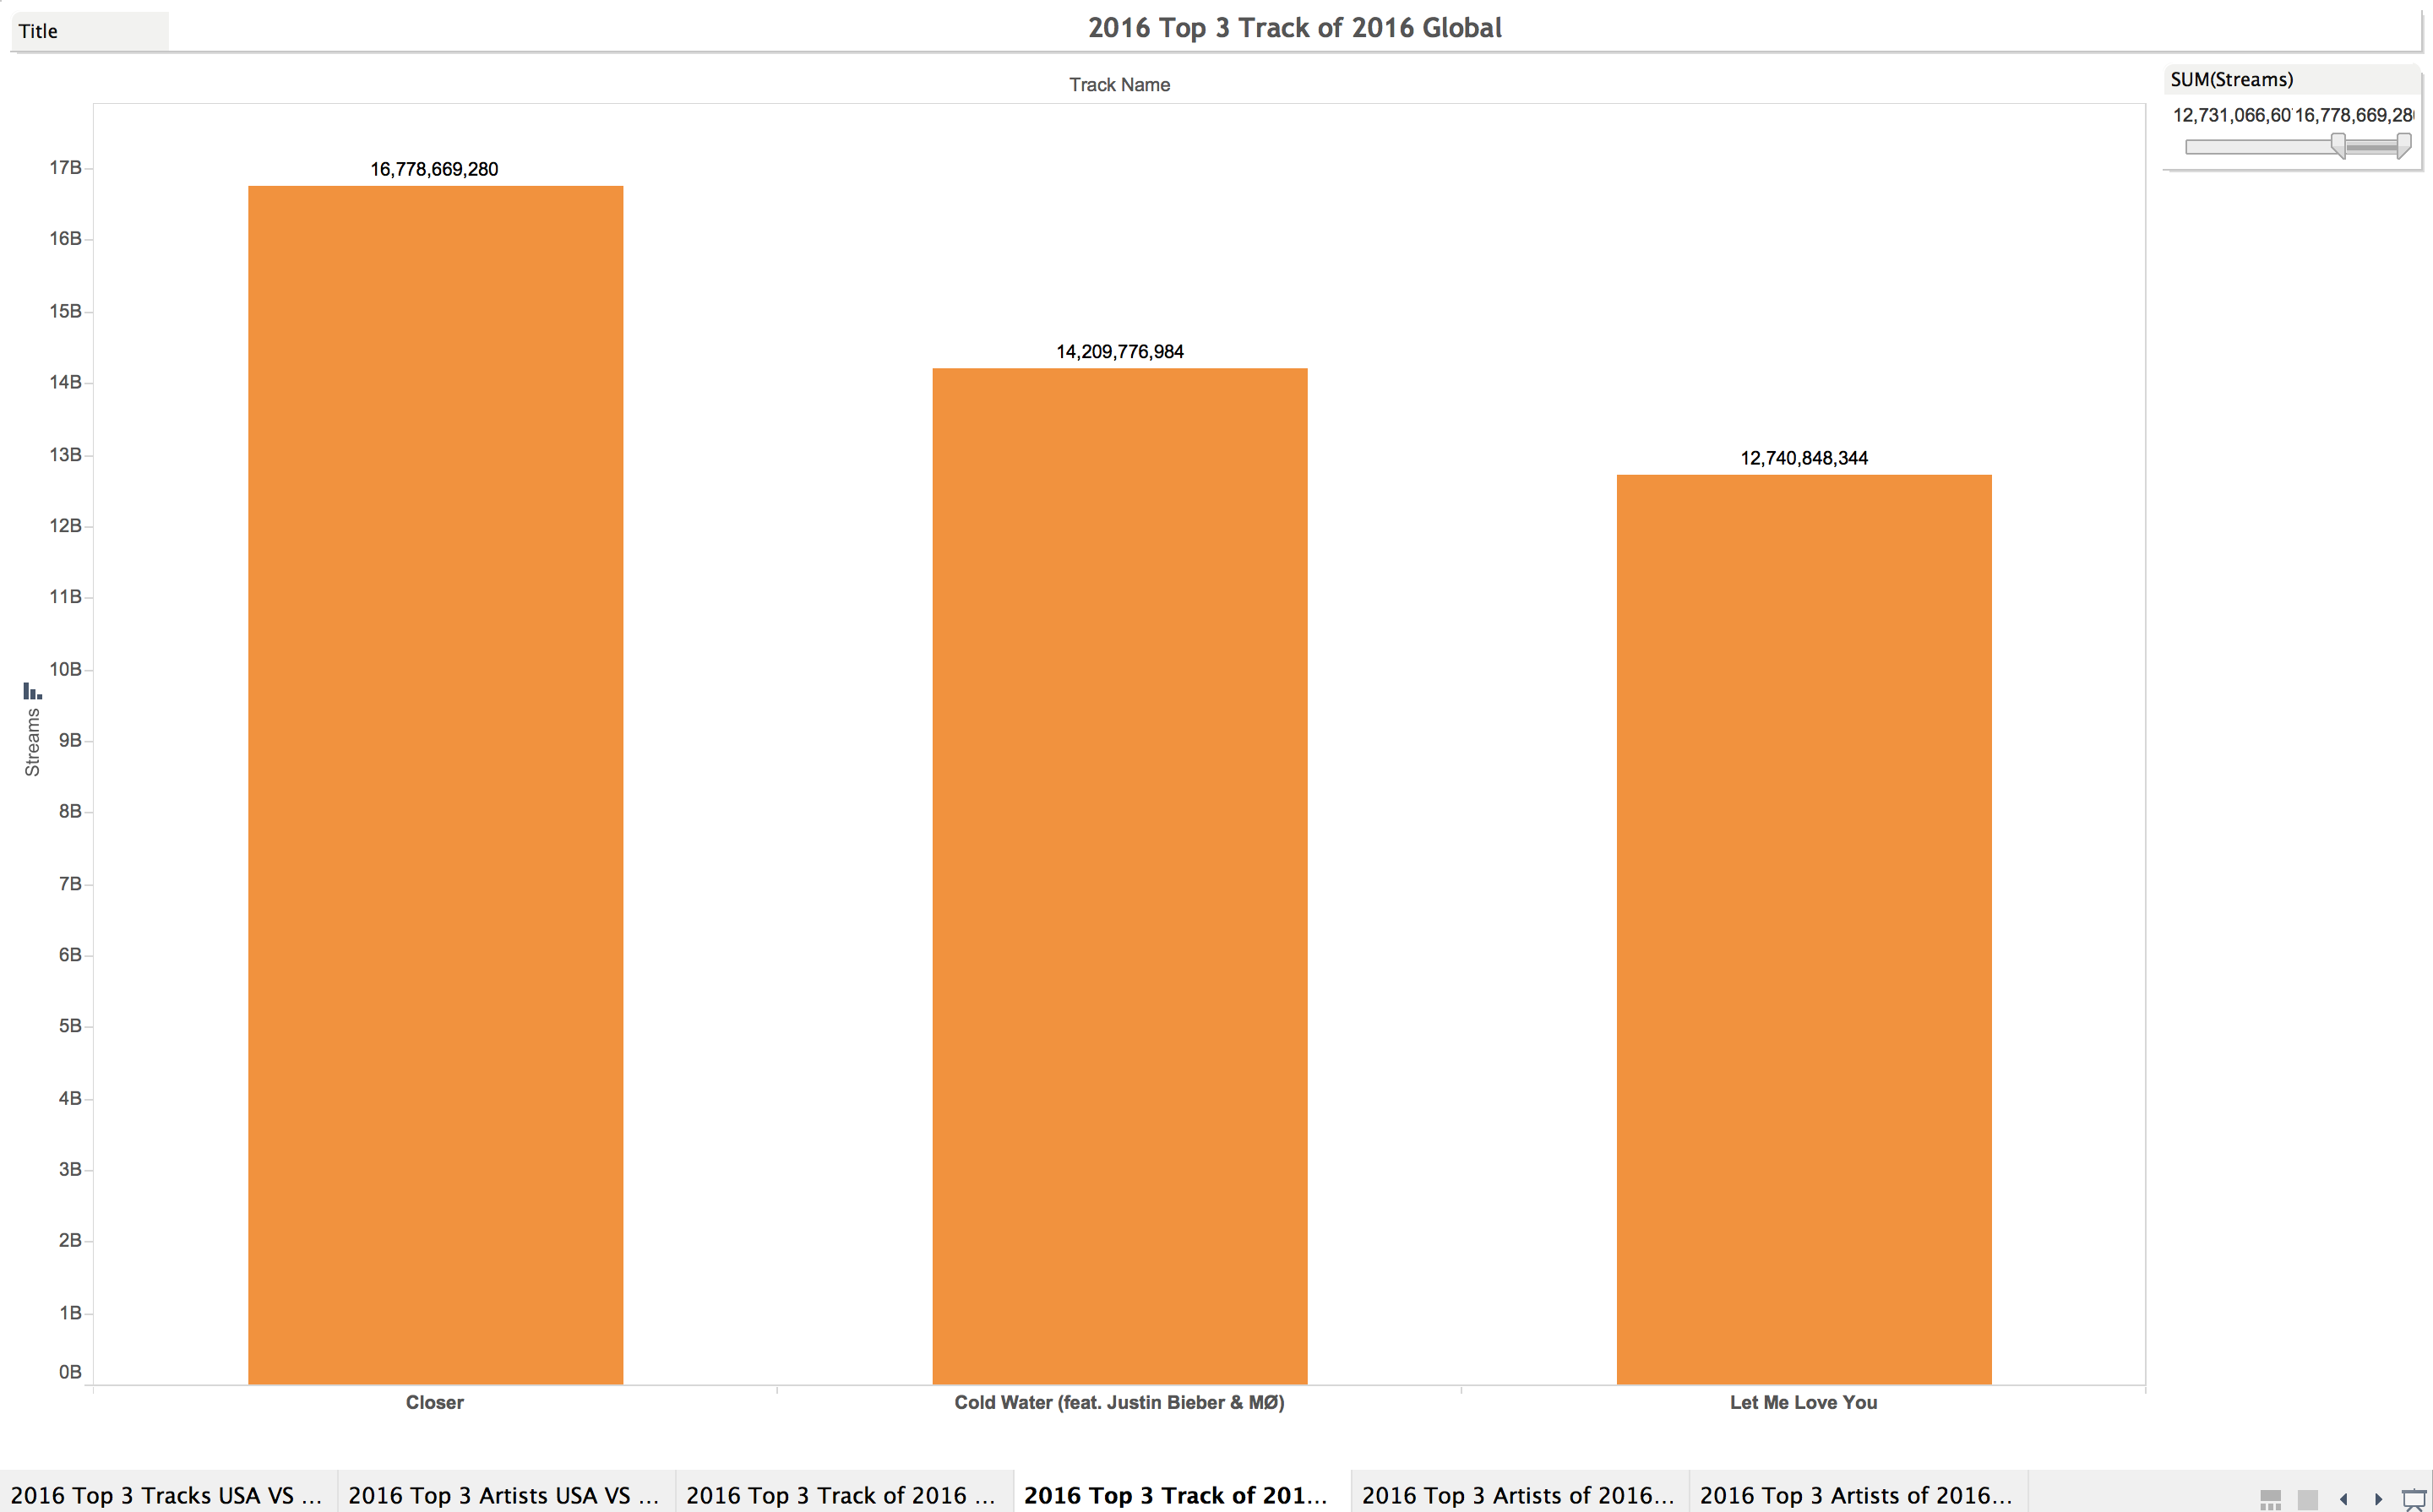 Title
2016 Top 3 Track of 2016 Global
Track Name
SUM(Streams)
12,731,066,60 16,778,669,28
17B
16B
15B
14B
13B
12B
11B
10B
9B
8B
7B
6B
5B
4B
3B
2B
1B
0B
Streams
16,778,669,280
14,209,776,984
12,740,848,344
Closer
Cold Water (feat. Justin Bieber & MØ)
Let Me Love You
2016 Top 3 Tracks USA VS ...
2016 Top 3 Artists USA VS ...
2016 Top 3 Track of 2016 ...
2016 Top 3 Track of 201...
2016 Top 3 Artists of 2016...
2016 Top 3 Artists of 2016...